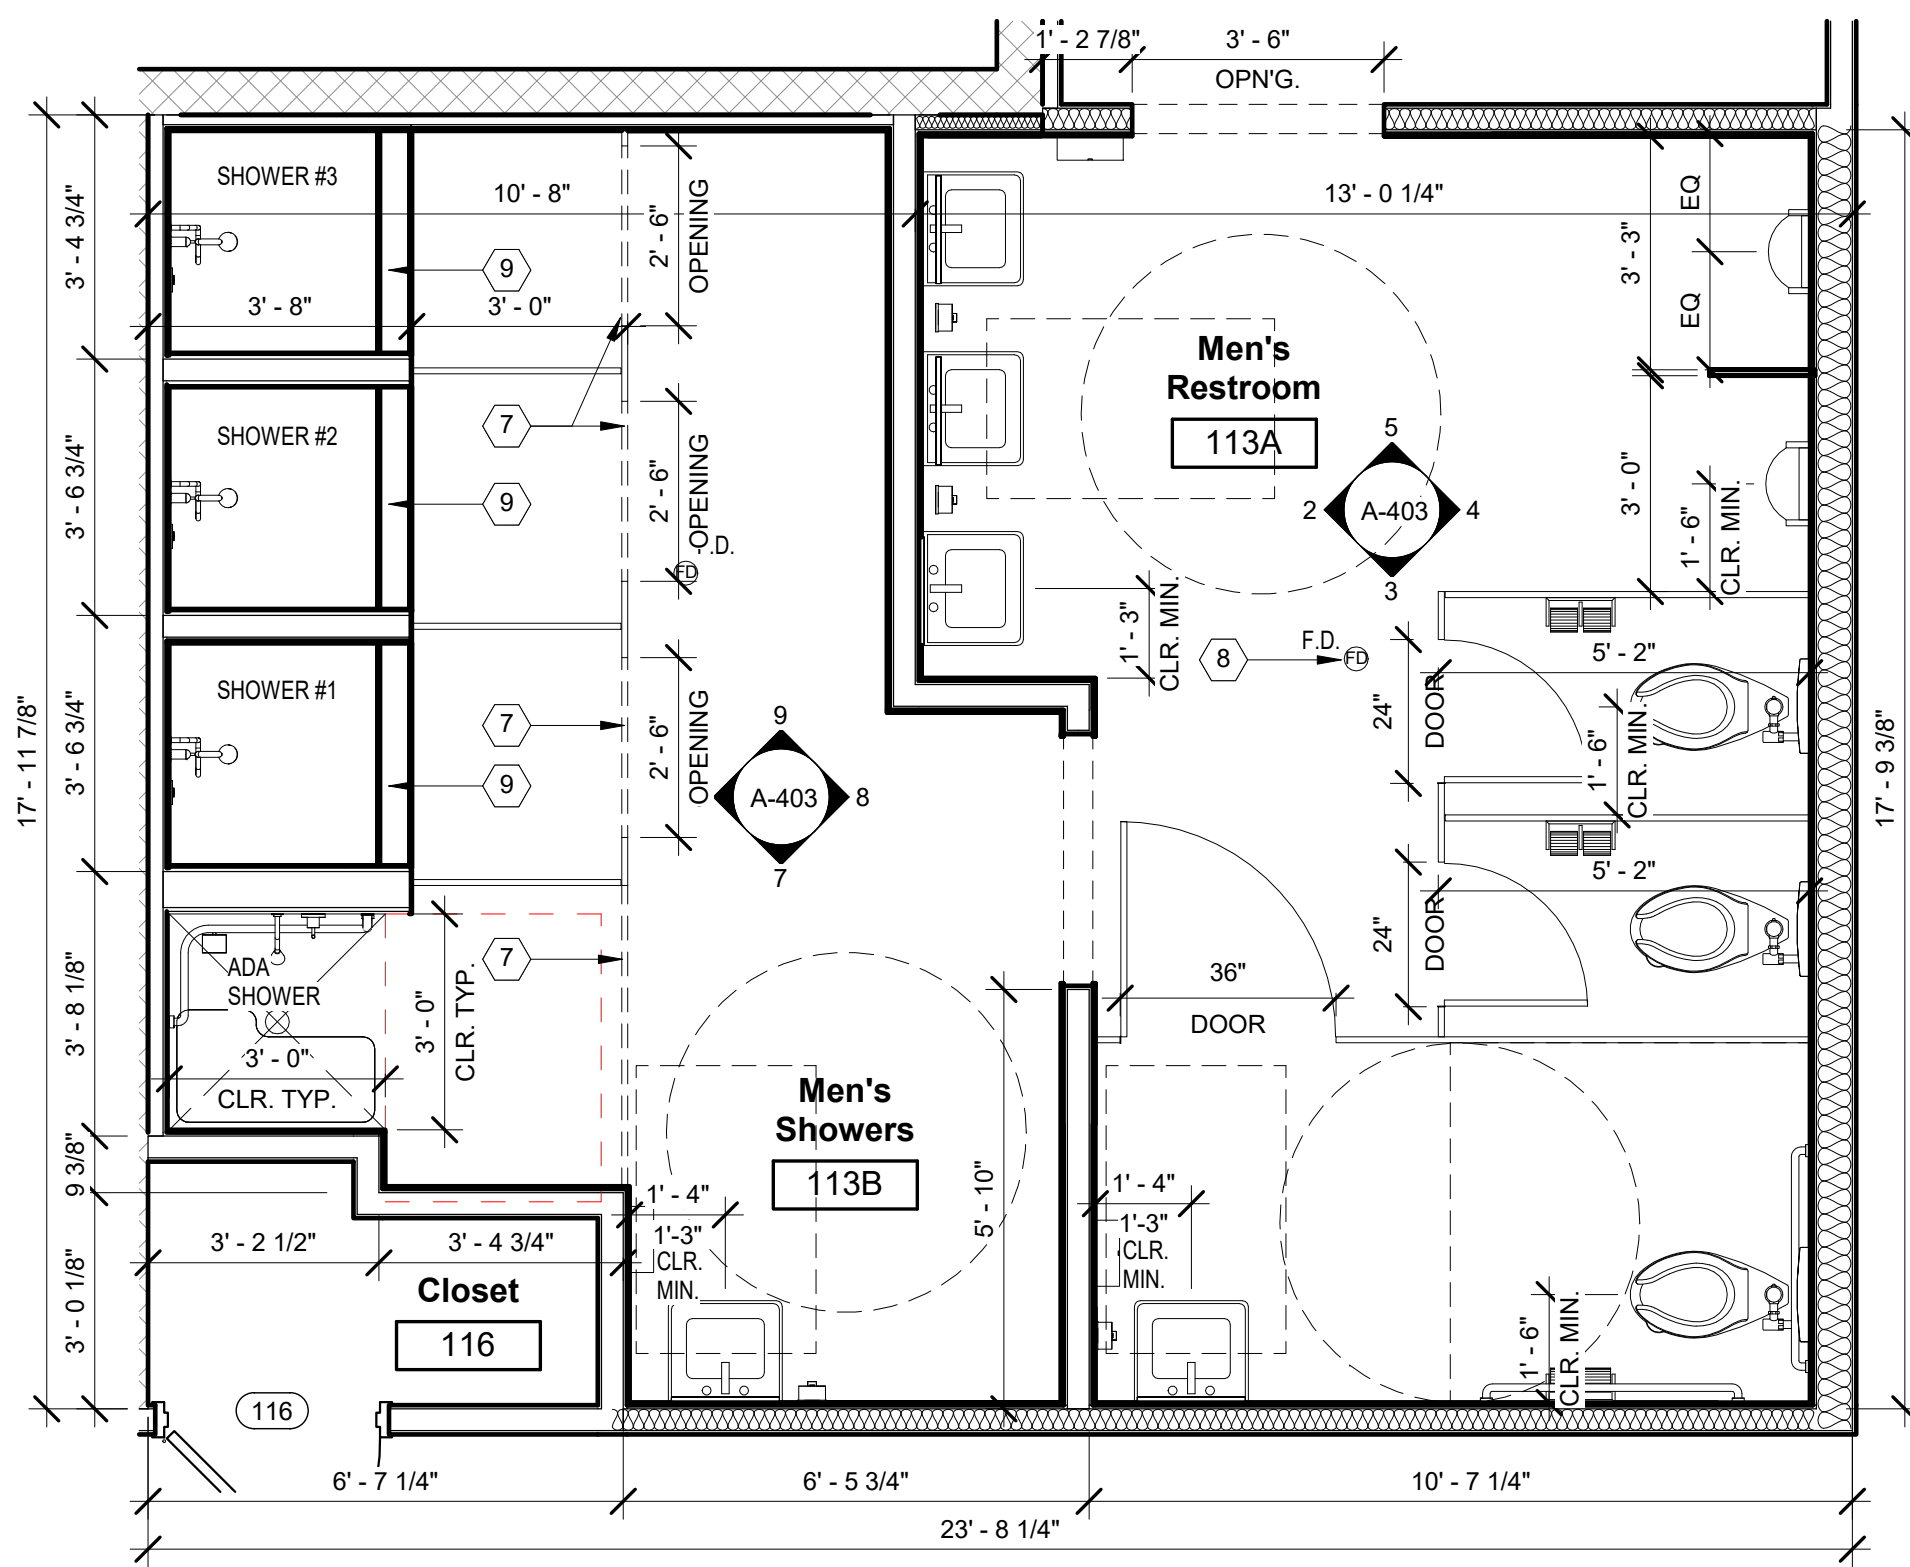 1' - 2 7/8"
3' - 6"
OPN'G.
SHOWER #3
10' - 8"
2' - 6"
OPENING
13' - 0 1/4"
EQ
EQ
3' - 3"
3' - 4 3/4"
9
3' - 8"
3' - 0"
Men's
Restroom
113A
7
SHOWER #2
2' - 6"
OPENING
9
3' - 6 3/4"
5
2
A-403
4
3
3' - 0"
1' - 6"
CLR. MIN.
.D.
FD
1' - 3"
CLR. MIN.
8
F.D.
FD
5' - 2"
24"
DOOR
1' - 6"
CLR. MIN.
SHOWER #1
7
9
2' - 6"
OPENING
3' - 6 3/4"
9
A-403
8
7
17' - 11 7/8"
17' - 9 3/8"
5' - 2"
24"
DOOR
ADA
SHOWER
3' - 0"
CLR. TYP.
3' - 0"
CLR. TYP.
7
3' - 8 1/8"
36"
DOOR
Men's
Showers
113B
5' - 10"
9 3/8"
1' - 4"
1'-3"
CLR.
MIN.
1' - 4"
1'-3"
CLR.
MIN.
3' - 2 1/2"
3' - 4 3/4"
Closet
116
3' - 0 1/8"
1' - 6"
CLR. MIN.
116
6' - 7 1/4"
6' - 5 3/4"
10' - 7 1/4"
23' - 8 1/4"